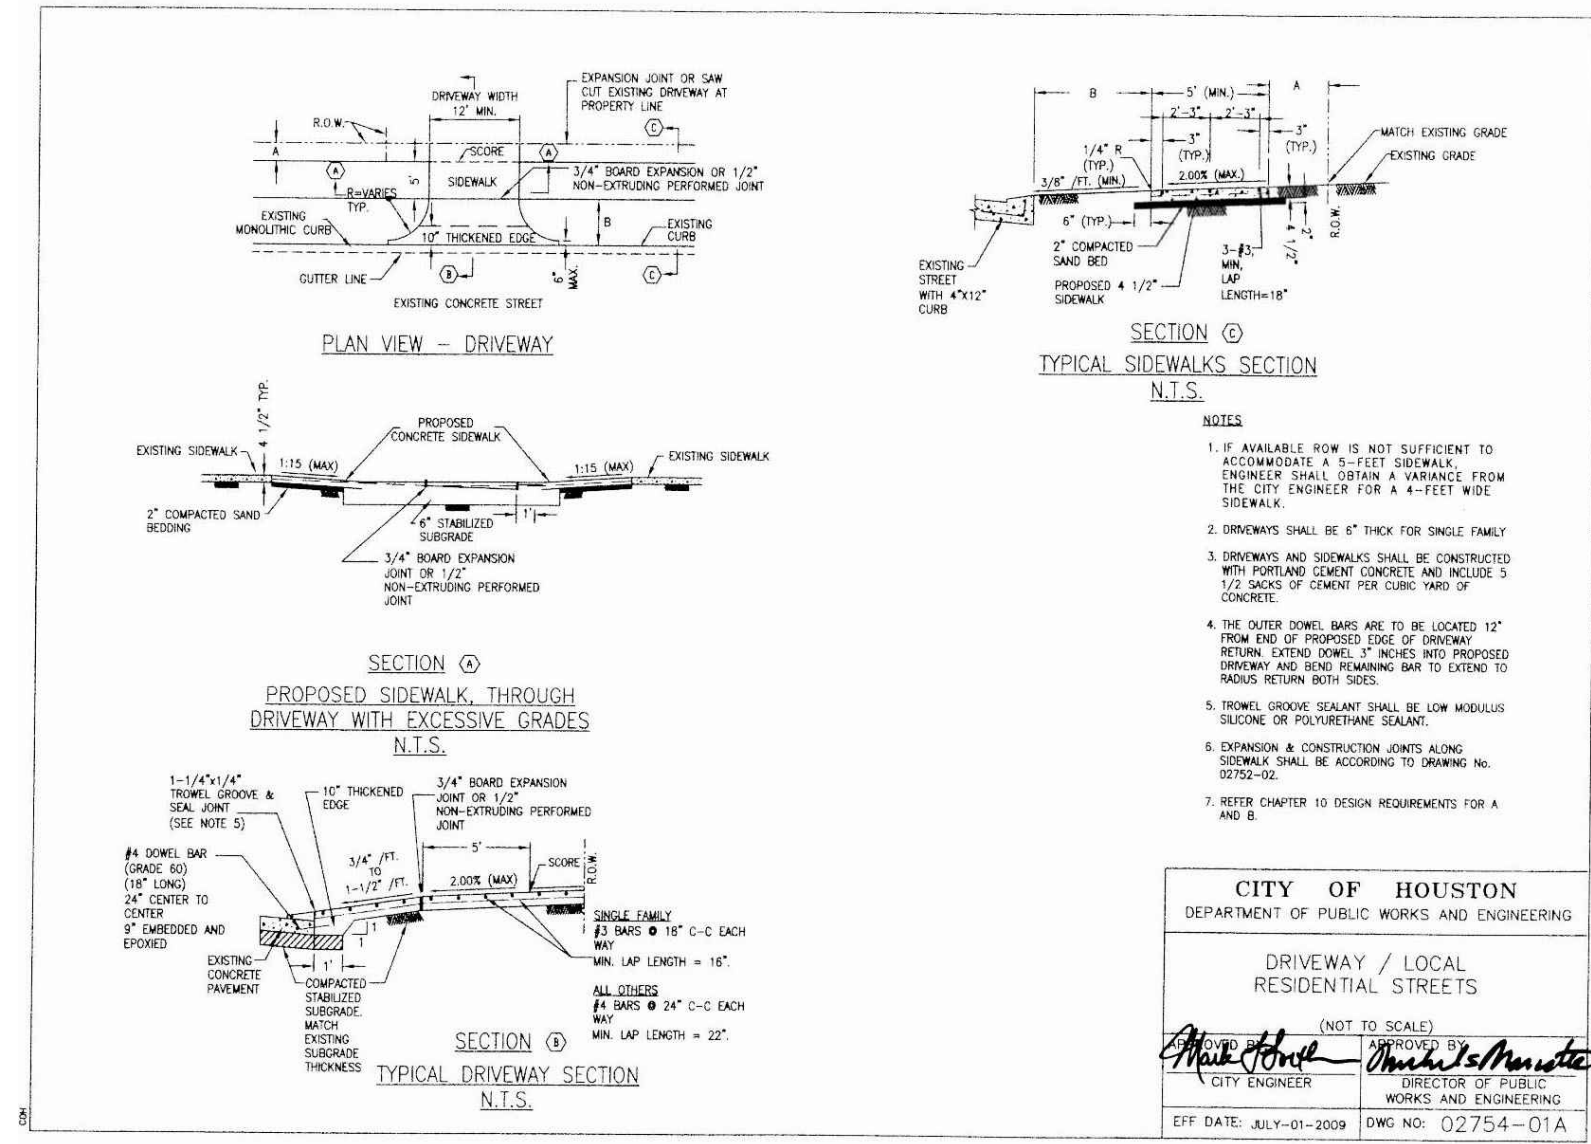 DRIVEWAY WIDTH
12' MIN.
EXPANSION JOINT OR SAW
CUT EXISTING DRIVEWAY AT
PROPERTY LINE
R.O.W.
C
A
SCORE
A
A
3/4" BOARD EXPANSION OR 1/2"
NON-EXTRUDING PERFORMED JOINT
5'
SIDEWALK
R=VARIES
TYP.
EXISTING
MONOLITHIC CURB
B
EXISTING
CURB
10" THICKENED EDGE
GUTTER LINE
B
6"
MAX.
C
EXISTING CONCRETE STREET
PLAN VIEW - DRIVEWAY
4 1/2" TYP.
PROPOSED
CONCRETE SIDEWALK
EXISTING SIDEWALK
1:15 (MAX)
1:15 (MAX)
EXISTING SIDEWALK
2" COMPACTED SAND
BEDDING
6" STABILIZED
SUBGRADE
1'
3/4" BOARD EXPANSION
JOINT OR 1/2"
NON-EXTRUDING PERFORMED
JOINT
SECTION A
PROPOSED SIDEWALK, THROUGH
DRIVEWAY WITH EXCESSIVE GRADES
N.T.S.
1-1/4"x1/4"
TROWEL GROOVE &
SEAL JOINT
(SEE NOTE 5)
10" THICKENED
EDGE
3/4" BOARD EXPANSION
JOINT OR 1/2"
NON-EXTRUDING PERFORMED
JOINT
#4 DOWEL BAR
(GRADE 60)
(18" LONG)
24" CENTER TO
CENTER
9" EMBEDDED AND
EPOXIED
3/4" /FT.
TO
1-1/2" /FT.
5'
2.00% (MAX)
SCORE
R.O.W.
1
1
1'
EXISTING
CONCRETE
PAVEMENT
COMPACTED
STABILIZED
SUBGRADE.
MATCH
EXISTING
SUBGRADE
THICKNESS
SINGLE FAMILY
#3 BARS @ 18" C-C EACH
WAY
MIN. LAP LENGTH = 16".
ALL OTHERS
#4 BARS @ 24" C-C EACH
WAY
MIN. LAP LENGTH = 22".
SECTION B
TYPICAL DRIVEWAY SECTION
N.T.S.
B
5' (MIN.)
A
2'-3"
2'-3"
3"
(TYP.)
3"
(TYP.)
1/4" R
(TYP.)
MATCH EXISTING GRADE
EXISTING GRADE
3/8" /FT. (MIN.)
2.00% (MAX.)
6" (TYP.)
2" COMPACTED
SAND BED
EXISTING
STREET
WITH 4"X12"
CURB
PROPOSED 4 1/2"
SIDEWALK
3-#3,
MIN,
LAP
LENGTH=18"
4 1/2"
2"
R.O.W.
SECTION C
TYPICAL SIDEWALKS SECTION
N.T.S.
NOTES
1. IF AVAILABLE ROW IS NOT SUFFICIENT TO
ACCOMMODATE A 5-FEET SIDEWALK,
ENGINEER SHALL OBTAIN A VARIANCE FROM
THE CITY ENGINEER FOR A 4-FEET WIDE
SIDEWALK.
2. DRIVEWAYS SHALL BE 6" THICK FOR SINGLE FAMILY
3. DRIVEWAYS AND SIDEWALKS SHALL BE CONSTRUCTED
WITH PORTLAND CEMENT CONCRETE AND INCLUDE 5
1/2 SACKS OF CEMENT PER CUBIC YARD OF
CONCRETE.
4. THE OUTER DOWEL BARS ARE TO BE LOCATED 12"
FROM END OF PROPOSED EDGE OF DRIVEWAY
RETURN. EXTEND DOWEL 3" INCHES INTO PROPOSED
DRIVEWAY AND BEND REMAINING BAR TO EXTEND TO
RADIUS RETURN BOTH SIDES.
5. TROWEL GROOVE SEALANT SHALL BE LOW MODULUS
SILICONE OR POLYURETHANE SEALANT.
6. EXPANSION & CONSTRUCTION JOINTS ALONG
SIDEWALK SHALL BE ACCORDING TO DRAWING No.
02752-02.
7. REFER CHAPTER 10 DESIGN REQUIREMENTS FOR A
AND B.
CITY OF HOUSTON
DEPARTMENT OF PUBLIC WORKS AND ENGINEERING
DRIVEWAY / LOCAL
RESIDENTIAL STREETS
(NOT TO SCALE)
APPROVED BY
CITY ENGINEER
APPROVED BY
DIRECTOR OF PUBLIC
WORKS AND ENGINEERING
EFF DATE: JULY-01-2009
DWG NO: 02754-01A
COH